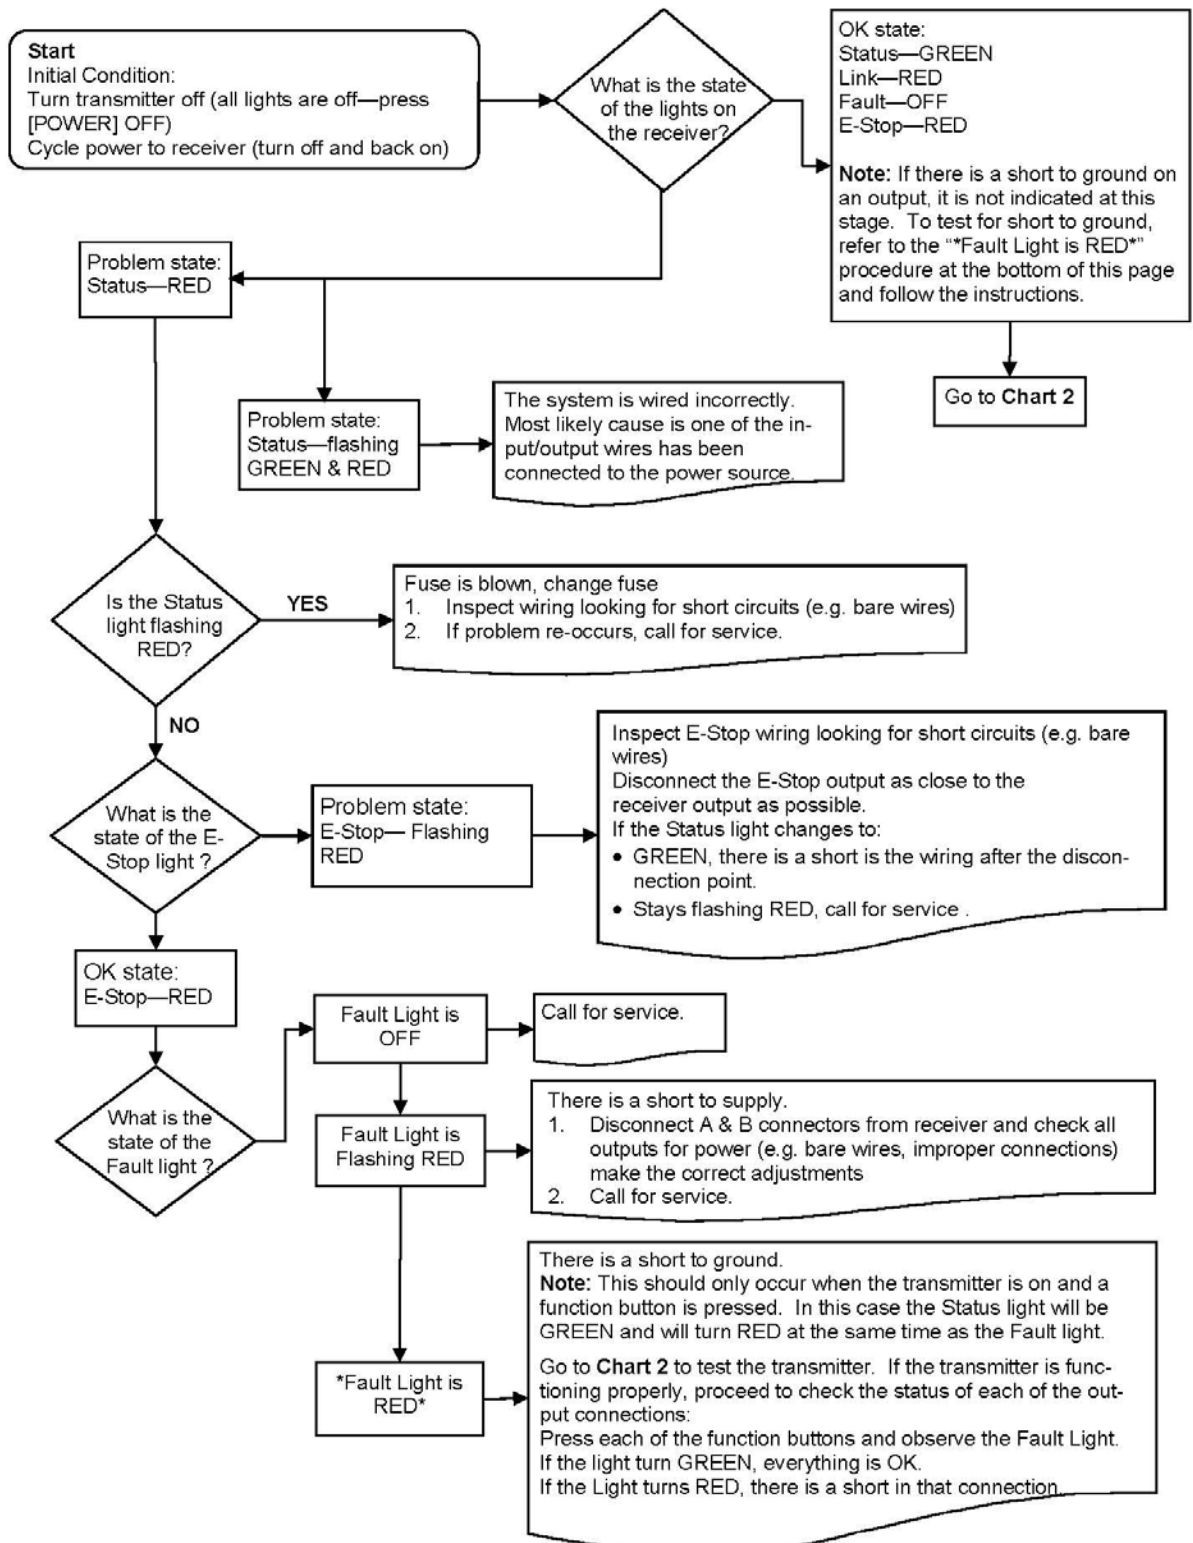 Start
Initial Condition:
Turn transmitter off (all lights are off—press
[POWER] OFF)
Cycle power to receiver (turn off and back on)
What is the state
of the lights on
the receiver?
OK state:
Status—GREEN
Link—RED
Fault—OFF
E-Stop—RED
Note: If there is a short to ground on
an output, it is not indicated at this
stage. To test for short to ground,
refer to the “*Fault Light is RED*”
procedure at the bottom of this page
and follow the instructions.
Go to Chart 2
Problem state:
Status—RED
Problem state:
Status—flashing
GREEN & RED
The system is wired incorrectly.
Most likely cause is one of the in-
put/output wires has been
connected to the power source.
Is the Status
light flashing
RED?
YES
Fuse is blown, change fuse
1. Inspect wiring looking for short circuits (e.g. bare wires)
2. If problem re-occurs, call for service.
NO
What is the
state of the E-
Stop light ?
Problem state:
E-Stop— Flashing
RED
Inspect E-Stop wiring looking for short circuits (e.g. bare
wires)
Disconnect the E-Stop output as close to the
receiver output as possible.
If the Status light changes to:
• GREEN, there is a short is the wiring after the discon-
nection point.
• Stays flashing RED, call for service .
OK state:
E-Stop—RED
What is the
state of the
Fault light ?
Fault Light is
OFF
Call for service.
Fault Light is
Flashing RED
There is a short to supply.
1. Disconnect A & B connectors from receiver and check all
outputs for power (e.g. bare wires, improper connections)
make the correct adjustments
2. Call for service.
*Fault Light is
RED*
There is a short to ground.
Note: This should only occur when the transmitter is on and a
function button is pressed. In this case the Status light will be
GREEN and will turn RED at the same time as the Fault light.
Go to Chart 2 to test the transmitter. If the transmitter is func-
tioning properly, proceed to check the status of each of the out-
put connections:
Press each of the function buttons and observe the Fault Light.
If the light turn GREEN, everything is OK.
If the Light turns RED, there is a short in that connection